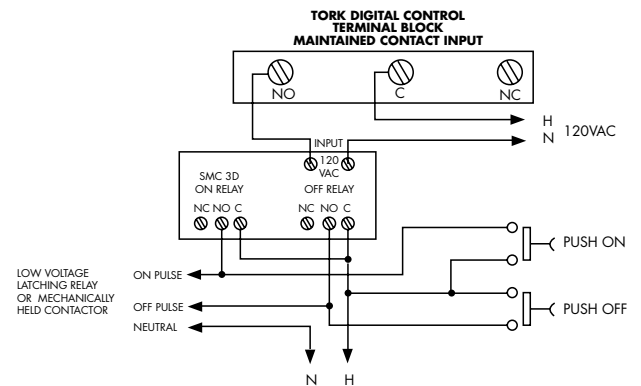 TORK DIGITAL CONTROL
TERMINAL BLOCK
MAINTAINED CONTACT INPUT
NO
C
NC
H
N
120VAC
INPUT
120
VAC
SMC 3D
ON RELAY
OFF RELAY
NC NO C
NC NO C
PUSH ON
LOW VOLTAGE
LATCHING RELAY
OR MECHANICALLY
HELD CONTACTOR
ON PULSE
OFF PULSE
NEUTRAL
PUSH OFF
N
H